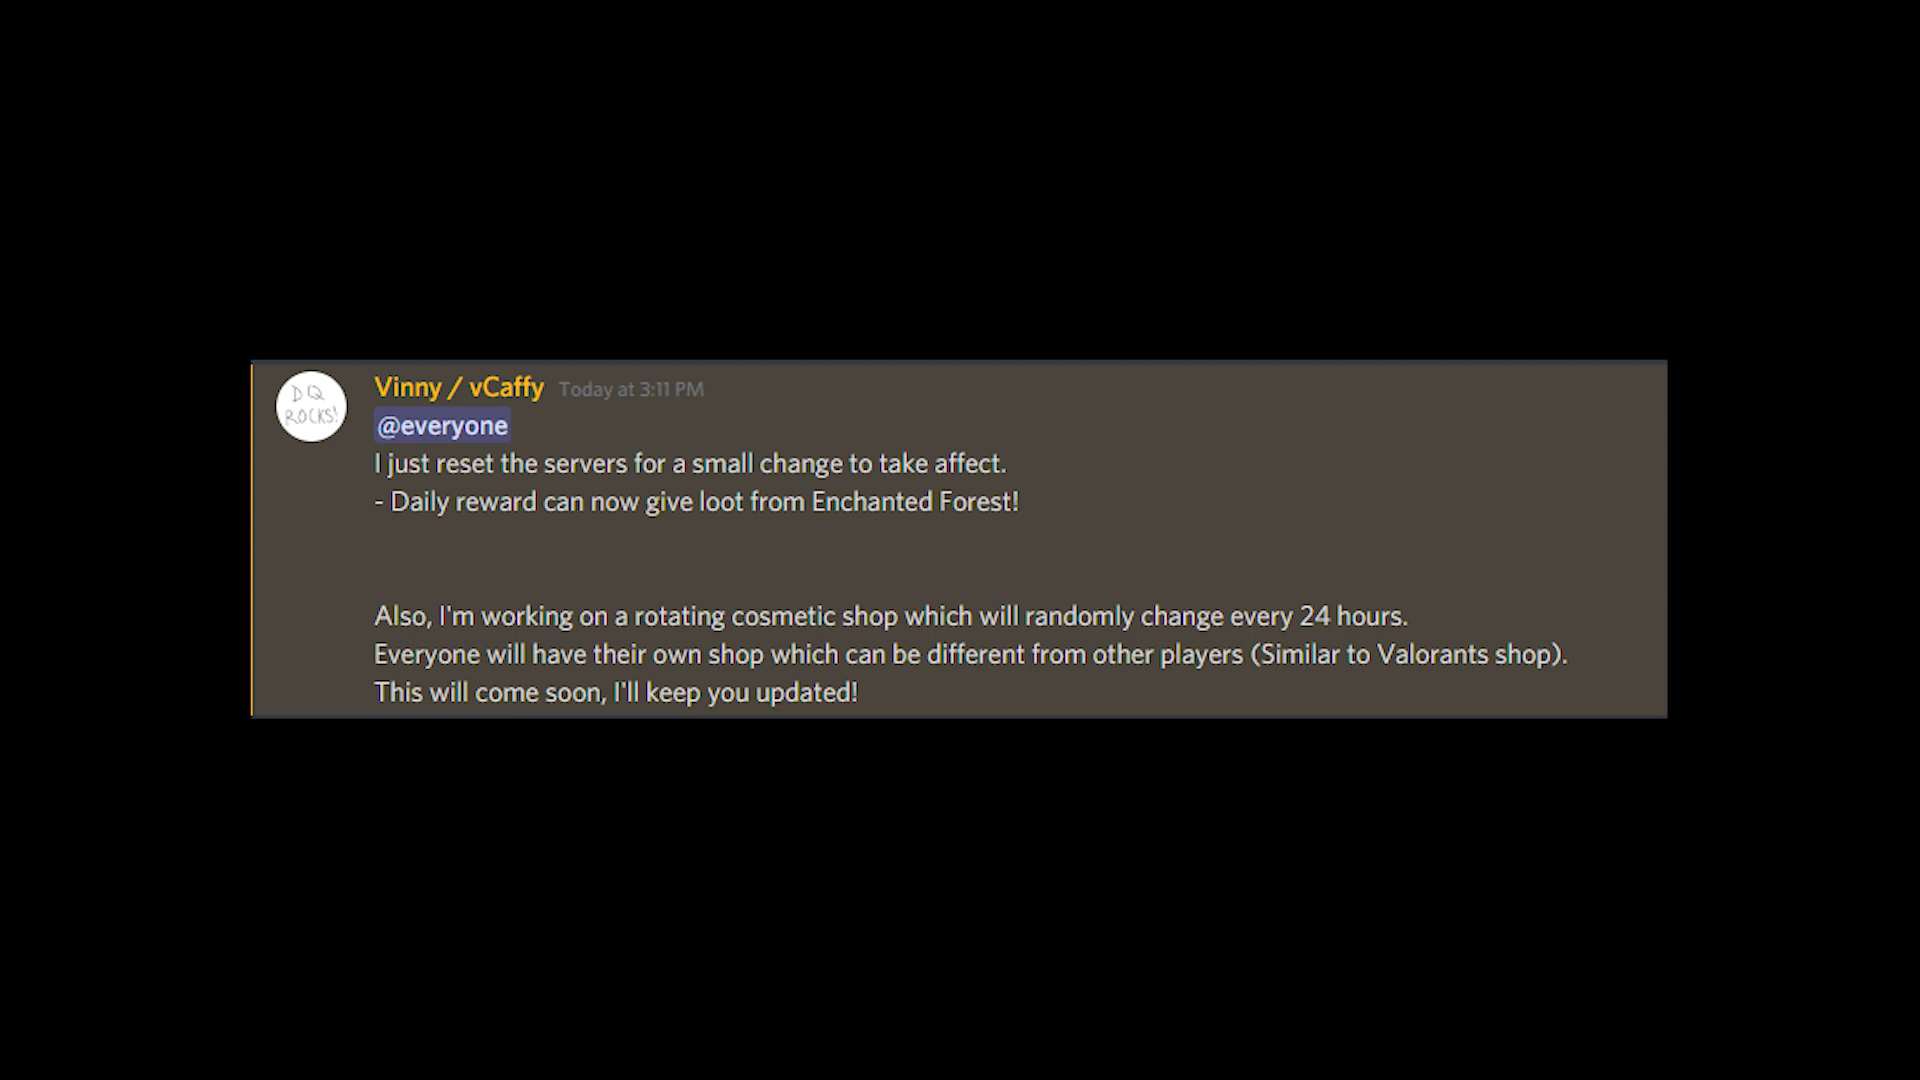 DQ
ROCKS!
Vinny / vCaffy Today at 3:11 PM
@everyone
I just reset the servers for a small change to take affect.
- Daily reward can now give loot from Enchanted Forest!
Also, I'm working on a rotating cosmetic shop which will randomly change every 24 hours.
Everyone will have their own shop which can be different from other players (Similar to Valorants shop).
This will come soon, I'll keep you updated!